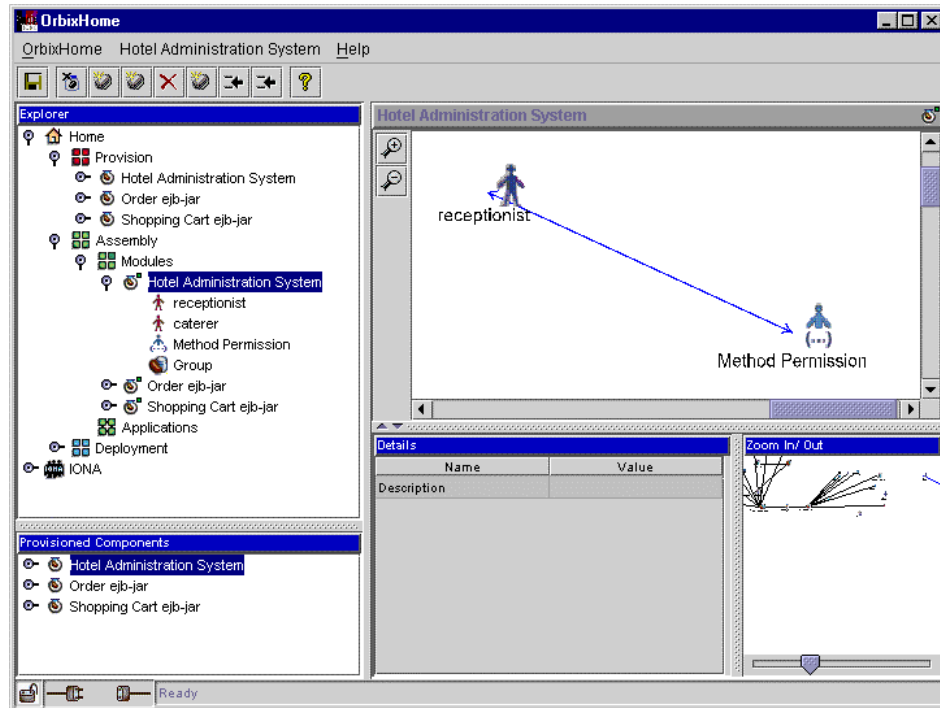 OrbixHome
OrbixHome Hotel Administration System Help
Explorer
Home
Provision
Hotel Administration System
Order ejb-jar
Shopping Cart ejb-jar
Assembly
Modules
Hotel Administration System
receptionist
caterer
Method Permission
Group
Order ejb-jar
Shopping Cart ejb-jar
Applications
Deployment
IONA
Provisioned Components
Hotel Administration System
Order ejb-jar
Shopping Cart ejb-jar
Hotel Administration System
receptionist
Method Permission
Details
Name Value
Description
Zoom In/ Out
Ready